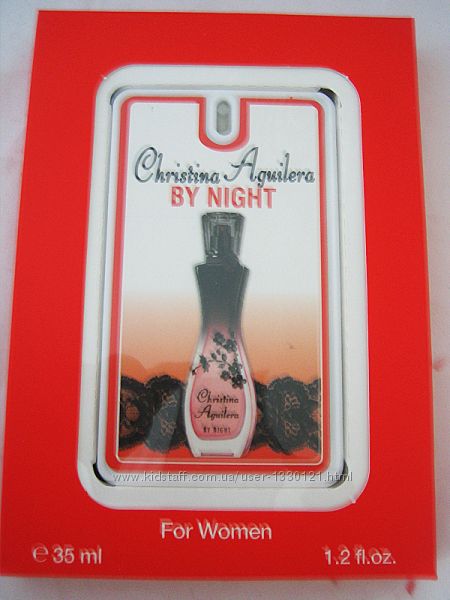 Christina Aguilera
BY NIGHT
Christina
Aguilera
BY NIGHT
www.kidstaff.com.ua/user-1330121.html
For Women
℮ 35 ml 1.2 fl.oz.